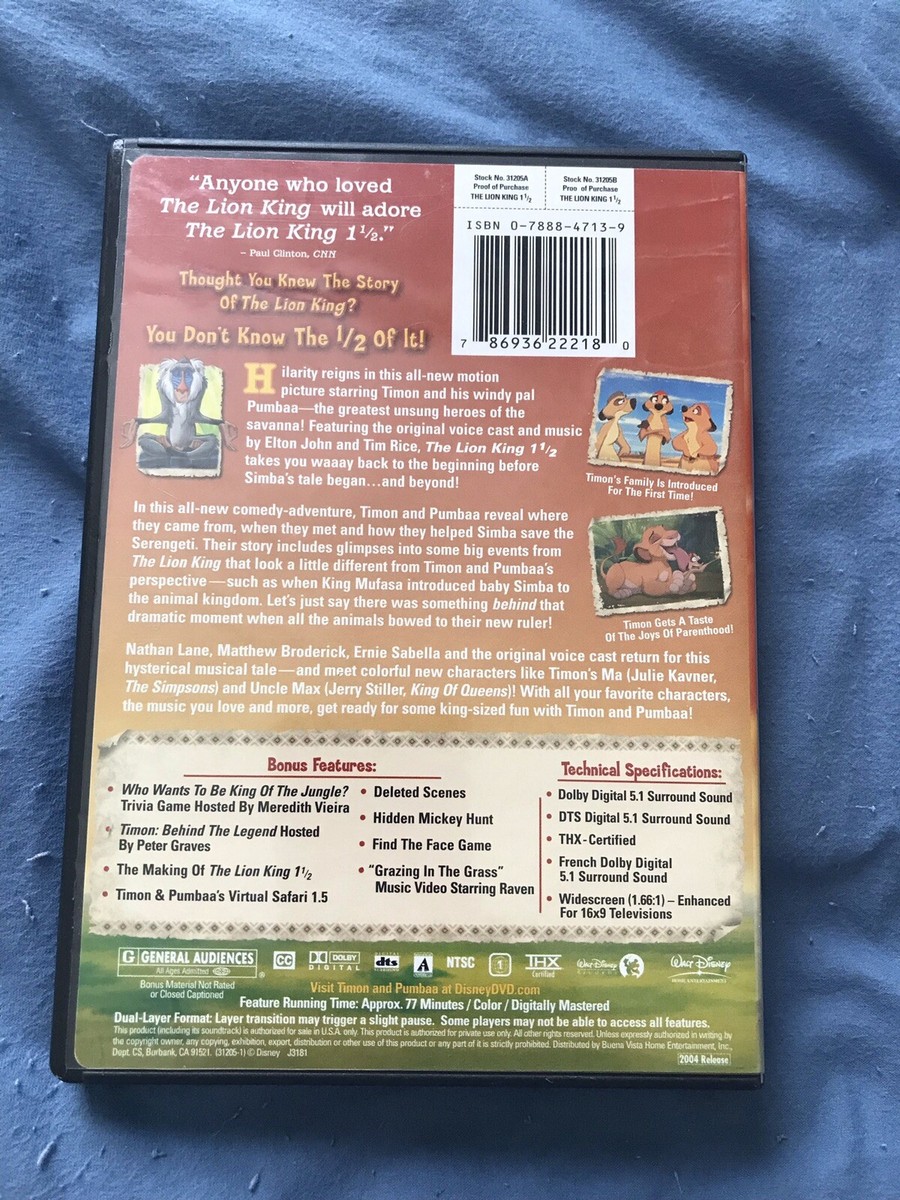 "Anyone who loved
The Lion King will adore
The Lion King 1½."
– Paul Clinton, CNN
Thought You Knew The Story
Of The Lion King?
You Don't Know The 1/2 Of It!
Stock No. 31205A
Proof of Purchase
THE LION KING 1½
Stock No. 31205B
Proo of Purchase
THE LION KING 1½
ISBN 0-7888-4713-9
7 86936 22218 0
Hilarity reigns in this all-new motion
picture starring Timon and his windy pal
Pumbaa—the greatest unsung heroes of the
savanna! Featuring the original voice cast and music
by Elton John and Tim Rice, The Lion King 1½
takes you waaay back to the beginning before
Simba's tale began...and beyond!
Timon's Family Is Introduced
For The First Time!
In this all-new comedy-adventure, Timon and Pumbaa reveal where
they came from, when they met and how they helped Simba save the
Serengeti. Their story includes glimpses into some big events from
The Lion King that look a little different from Timon and Pumbaa's
perspective—such as when King Mufasa introduced baby Simba to
the animal kingdom. Let's just say there was something behind that
dramatic moment when all the animals bowed to their new ruler!
Timon Gets A Taste
Of The Joys Of Parenthood!
Nathan Lane, Matthew Broderick, Ernie Sabella and the original voice cast return for this
hysterical musical tale—and meet colorful new characters like Timon's Ma (Julie Kavner,
The Simpsons) and Uncle Max (Jerry Stiller, King Of Queens)! With all your favorite characters,
the music you love and more, get ready for some king-sized fun with Timon and Pumbaa!
Bonus Features:
• Who Wants To Be King Of The Jungle?
Trivia Game Hosted By Meredith Vieira
• Timon: Behind The Legend Hosted
By Peter Graves
• The Making Of The Lion King 1½
• Timon & Pumbaa's Virtual Safari 1.5
• Deleted Scenes
• Hidden Mickey Hunt
• Find The Face Game
• "Grazing In The Grass"
Music Video Starring Raven
Technical Specifications:
• Dolby Digital 5.1 Surround Sound
• DTS Digital 5.1 Surround Sound
• THX-Certified
• French Dolby Digital
5.1 Surround Sound
• Widescreen (1.66:1) – Enhanced
For 16x9 Televisions
G GENERAL AUDIENCES
All Ages Admitted
®
Bonus Material Not Rated
or Closed Captioned
CC
DOLBY
DIGITAL
dts
A
NTSC
1
THX
Certified
Walt Disney
Walt Disney
HOME ENTERTAINMENT
Visit Timon and Pumbaa at DisneyDVD.com
Feature Running Time: Approx. 77 Minutes / Color / Digitally Mastered
Dual-Layer Format: Layer transition may trigger a slight pause. Some players may not be able to access all features.
This product (including its soundtrack) is authorized for sale in U.S.A. only. This product is authorized for private use only. All other rights reserved. Unless expressly authorized in writing by
the copyright owner, any copying, exhibition, export, distribution or other use of this product or any part of it is strictly prohibited. Distributed by Buena Vista Home Entertainment, Inc.,
Dept. CS, Burbank, CA 91521. (31205-1) © Disney J3181
2004 Release